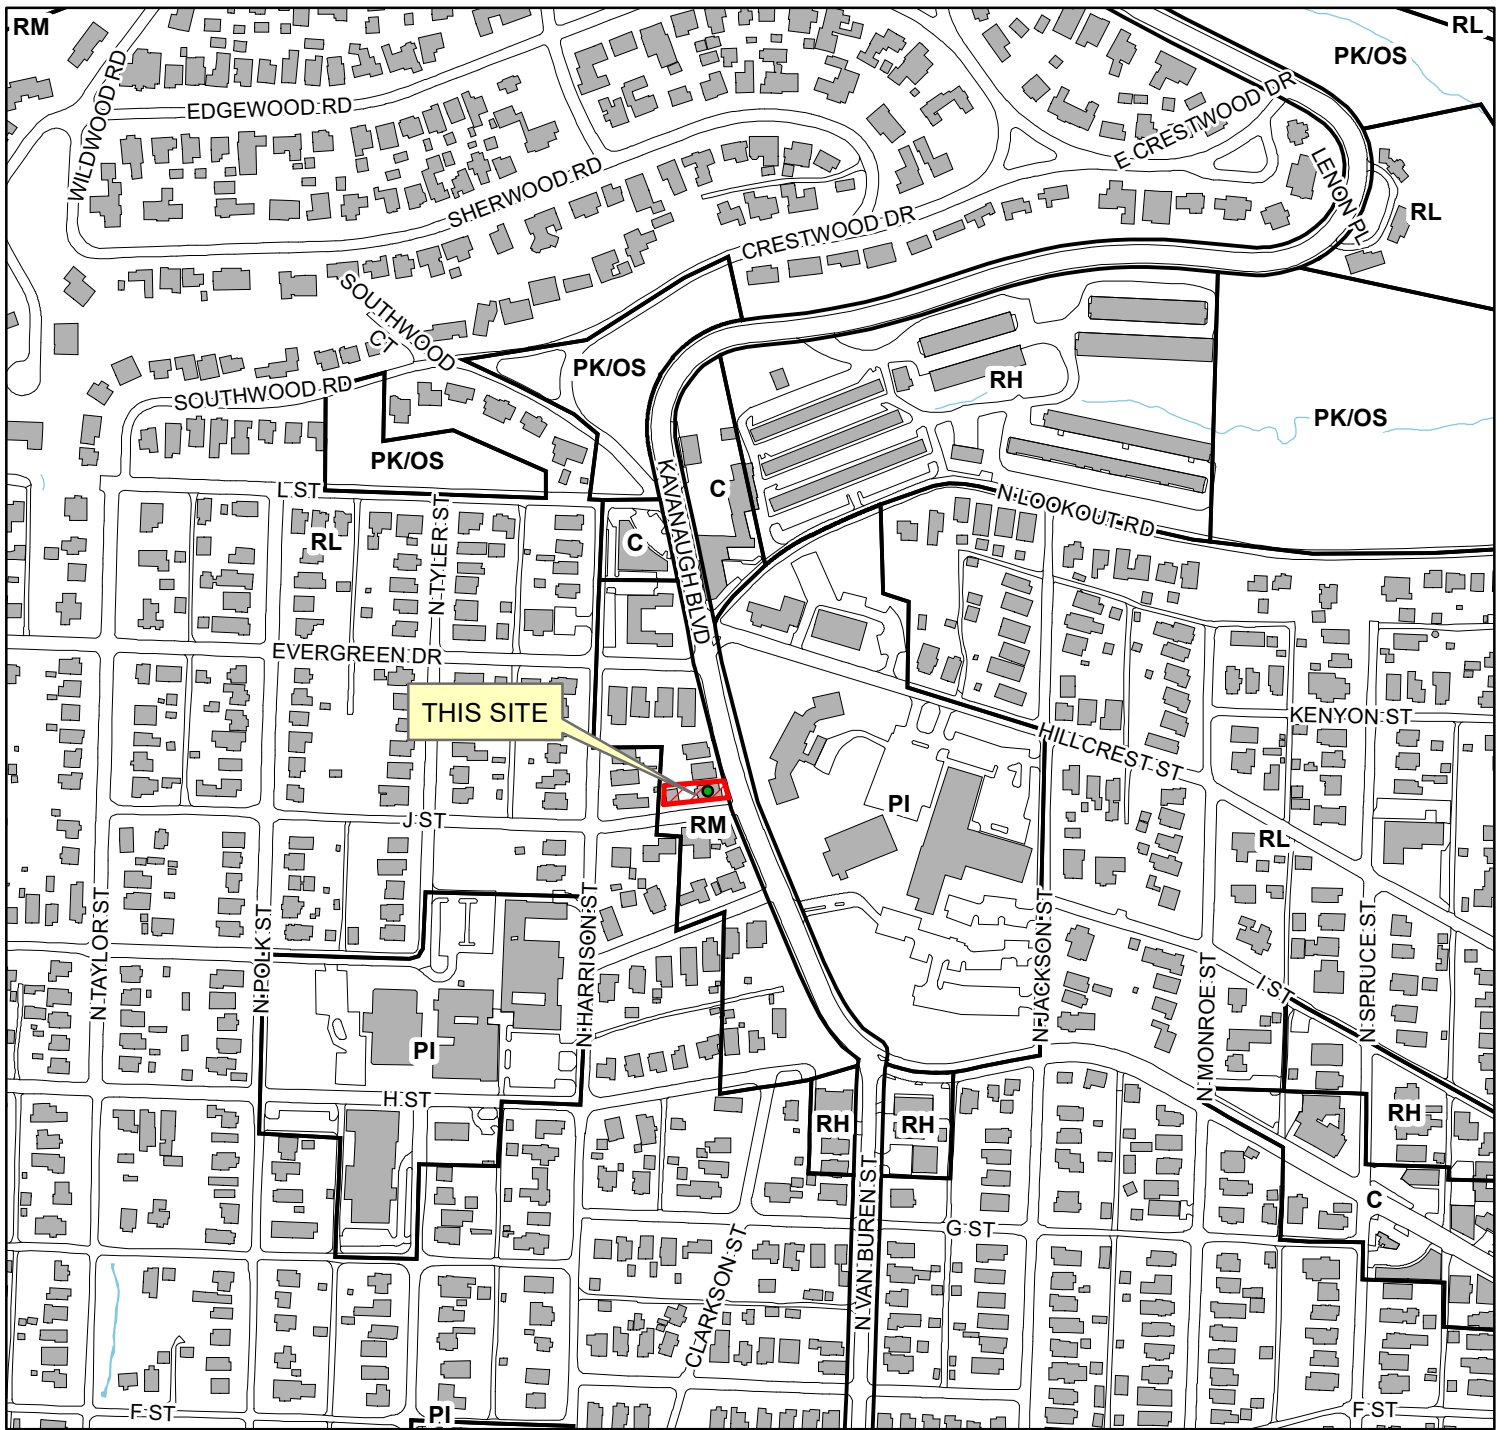 RM
RL
PK/OS
WILDWOOD RD
EDGEWOOD RD
E CRESTWOOD DR
LENON PL
SHERWOOD RD
RL
CRESTWOOD DR
SOUTHWOOD
CT
PK/OS
RH
SOUTHWOOD RD
PK/OS
PK/OS
KAVANAUGH BLVD
C
L ST
N LOOKOUT RD
N TYLER ST
RL
C
EVERGREEN DR
THIS SITE
KENYON ST
HILLCREST ST
PI
J ST
RM
RL
N TAYLOR ST
N POLK ST
N HARRISON ST
N JACKSON ST
N MONROE ST
I ST
N SPRUCE ST
PI
H ST
RH
RH
RH
N VAN BUREN ST
C
G ST
CLARKSON ST
F ST
PI
F ST